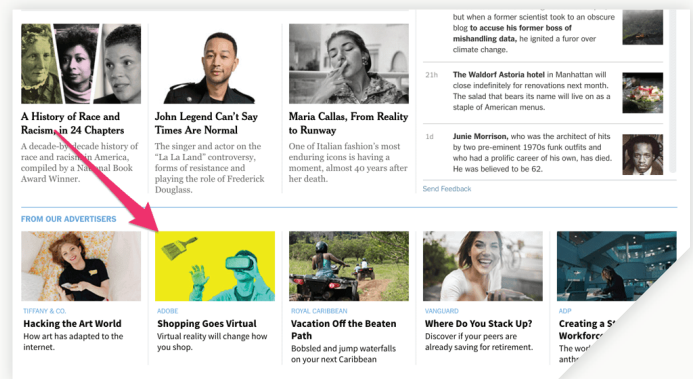 but when a former scientist took to an obscure
blog to accuse his former boss of
mishandling data, he ignited a furor over
climate change.
21h
The Waldorf Astoria hotel in Manhattan will
close indefinitely for renovations next month.
The salad that bears its name will live on as a
staple of American menus.
1d
Junie Morrison, who was the architect of hits
by two pre-eminent 1970s funk outfits and
who had a prolific career of his own, has died.
He was believed to be 62.
Send Feedback
A History of Race and
Racism, in 24 Chapters
A decade-by-decade history of
race and racism in America,
compiled by a National Book
Award Winner.
John Legend Can't Say
Times Are Normal
The singer and actor on the
"La La Land" controversy,
forms of resistance and
playing the role of Frederick
Douglass.
Maria Callas, From Reality
to Runway
One of Italian fashion's most
enduring icons is having a
moment, almost 40 years after
her death.
FROM OUR ADVERTISERS
TIFFANY & CO.
Hacking the Art World
How art has adapted to the
internet.
ADOBE
Shopping Goes Virtual
Virtual reality will change how
you shop.
ROYAL CARIBBEAN
Vacation Off the Beaten
Path
Bobsled and jump waterfalls
on your next Caribbean
VANGUARD
Where Do You Stack Up?
Discover if your peers are
already saving for retirement.
ADP
Creating a
The